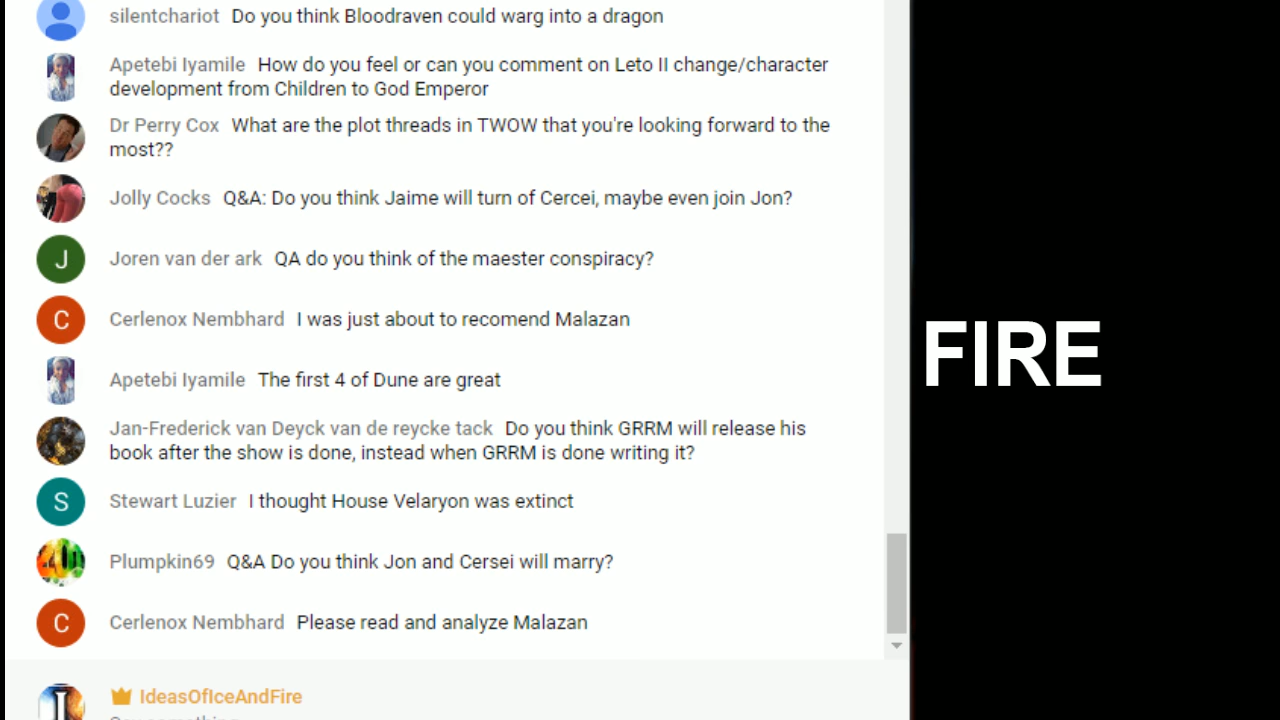 silentchariot Do you think Bloodraven could warg into a dragon
Apetebi Iyamile How do you feel or can you comment on Leto II change/character
development from Children to God Emperor
Dr Perry Cox What are the plot threads in TWOW that you're looking forward to the
most??
Jolly Cocks Q&A: Do you think Jaime will turn of Cercei, maybe even join Jon?
J
Joren van der ark QA do you think of the maester conspiracy?
C
Cerlenox Nembhard I was just about to recomend Malazan
FIRE
Apetebi Iyamile The first 4 of Dune are great
Jan-Frederick van Deyck van de reycke tack Do you think GRRM will release his
book after the show is done, instead when GRRM is done writing it?
S
Stewart Luzier I thought House Velaryon was extinct
Plumpkin69 Q&A Do you think Jon and Cersei will marry?
C
Cerlenox Nembhard Please read and analyze Malazan
I
IdeasOfIceAndFire